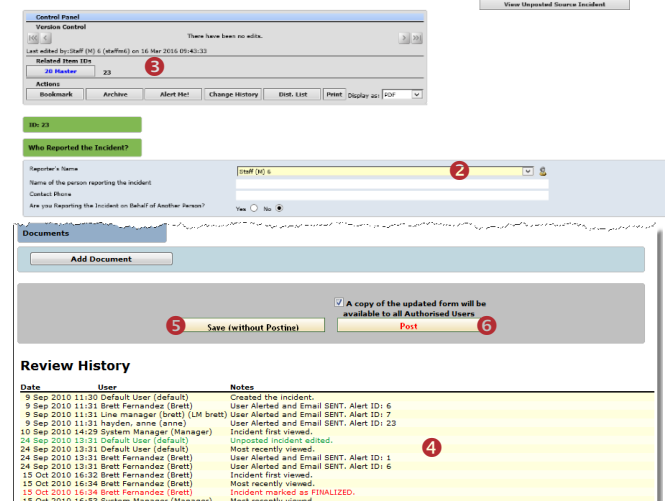 View Unposted Source Incident
Control Panel
Version Control
There have been no edits.
Last edited by:Staff (M) 6 (staffm6) on 16 Mar 2016 09:43:33
Related Item IDs
20 Master 23
3
Actions
Bookmark Archive Alert Me! Change History Dist. List Print Display as: PDF
ID: 23
Who Reported the Incident?
Reporter's Name Staff (M) 6
2
Name of the person reporting the incident
Contact Phone
Are you Reporting the Incident on Behalf of Another Person? Yes No
Documents
Add Document
A copy of the updated form will be
available to all Authorised Users
5 Save (without Posting) Post 6
Review History
Date User Notes
9 Sep 2010 11:30 Default User (default) Created the incident.
9 Sep 2010 11:31 Brett Fernandez (Brett) User Alerted and Email SENT. Alert ID: 6
9 Sep 2010 11:31 Line manager (brett) (LM brett) User Alerted and Email SENT. Alert ID: 7
9 Sep 2010 11:31 hayden, anne (anne) User Alerted and Email SENT. Alert ID: 23
10 Sep 2010 14:29 System Manager (Manager) Incident first viewed.
24 Sep 2010 13:31 Default User (default) Unposted incident edited.
24 Sep 2010 13:31 Default User (default) Most recently viewed.
4
24 Sep 2010 13:31 Brett Fernandez (Brett) User Alerted and Email SENT. Alert ID: 1
24 Sep 2010 13:31 Brett Fernandez (Brett) User Alerted and Email SENT. Alert ID: 6
15 Oct 2010 16:32 Brett Fernandez (Brett) Incident first viewed.
15 Oct 2010 16:34 Brett Fernandez (Brett) Most recently viewed.
15 Oct 2010 16:34 Brett Fernandez (Brett) Incident marked as FINALIZED.
15 Oct 2010 16:53 System Manager (Manager) Most recently viewed.